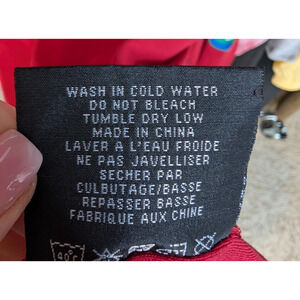 WASH IN COLD WATER
DO NOT BLEACH
TUMBLE DRY LOW
MADE IN CHINA
LAVER A L'EAU FROIDE
NE PAS JAVELLISER
SECHER PAR
CULBUTAGE/BASSE
REPASSER BASSE
FABRIQUE AUX CHINE
40°C